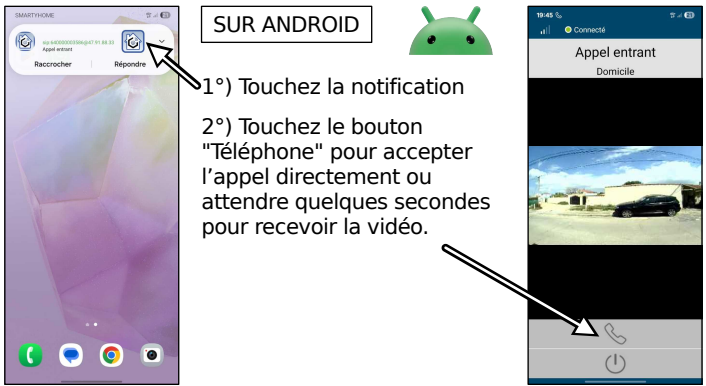 SMARTYHOME
Appel entrant
Raccrocher
Répondre
SUR ANDROID
1°) Touchez la notification
2°) Touchez le bouton
"Téléphone" pour accepter
l’appel directement ou
attendre quelques secondes
pour recevoir la vidéo.
19:45
Connecté
Appel entrant
Domicile